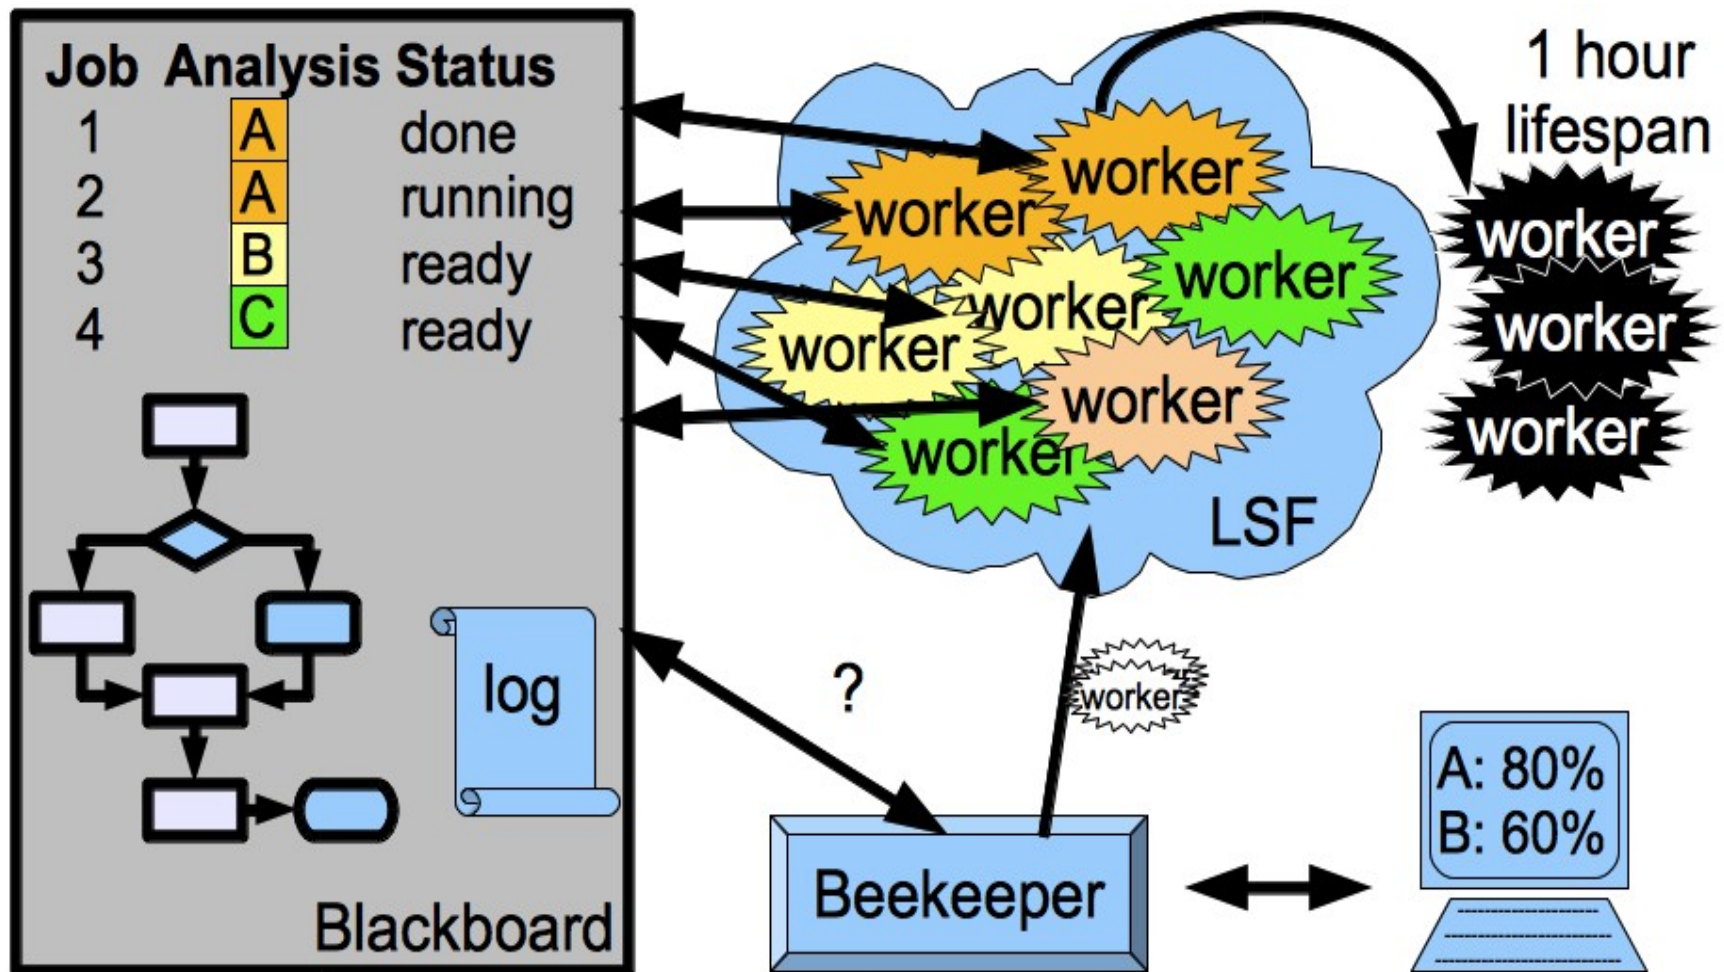 Job Analysis Status
1 A done
2 A running
3 B ready
4 C ready
log
Blackboard
worker
worker
worker
worker
worker
worker
worker
LSF
1 hour
lifespan
worker
worker
worker
?
worker
Beekeeper
A: 80%
B: 60%